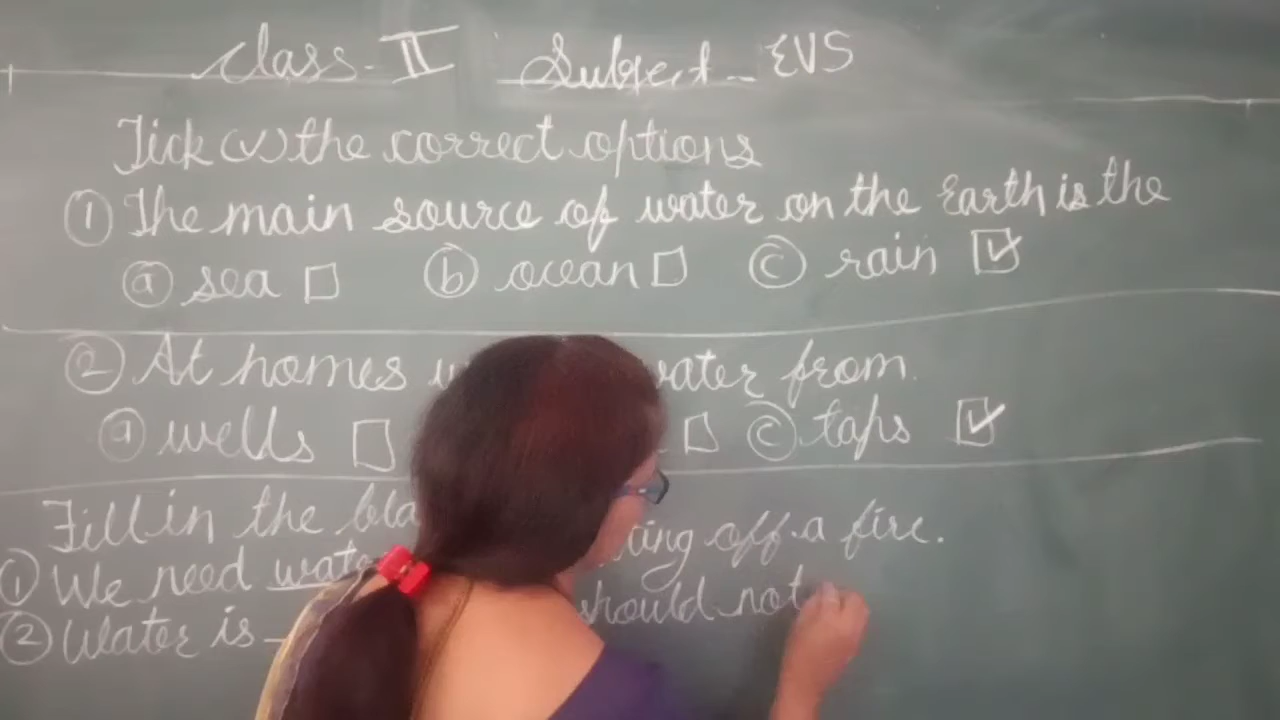 Class - II Subject - EVS
Tick (✓) the correct options
① The main source of water on the Earth is the
ⓐ sea □ ⓑ ocean □ ⓒ rain ☑
② At homes water from
ⓐ wells □ □ ⓒ taps ☑
Fill in the off a fire.
① We need
② Water is _ should not